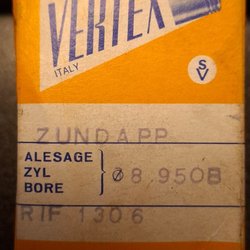 VERTEX
ITALY
SV
ZUNDAPP
ALESAGE
ZYL
BORE
Ø8 950B
RIF 1306